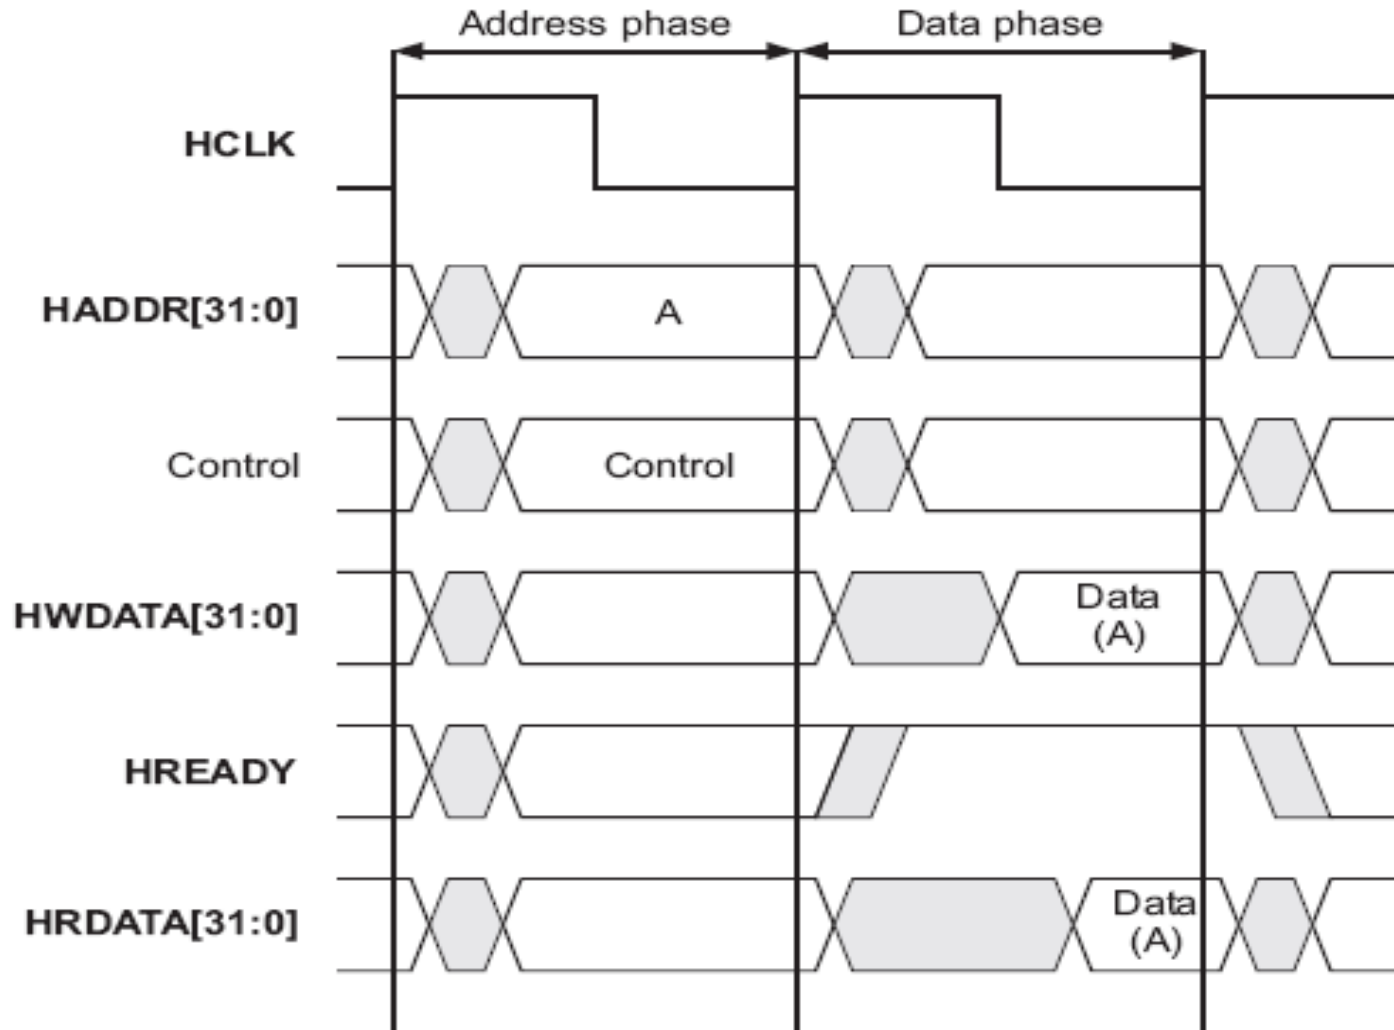 Address phase
Data phase
HCLK
HADDR[31:0]
A
Control
Control
HWDATA[31:0]
Data
(A)
HREADY
HRDATA[31:0]
Data
(A)